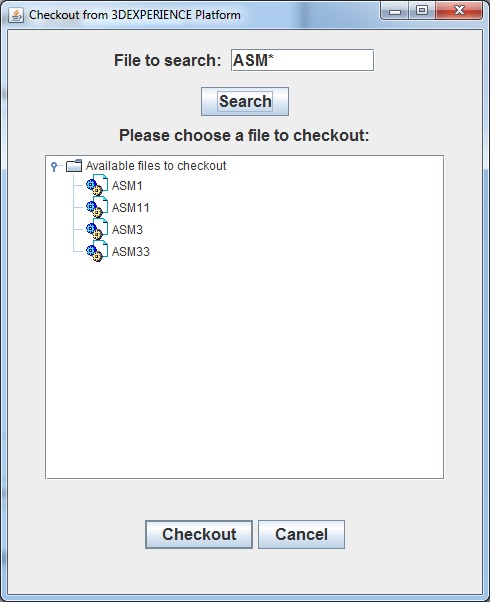 Checkout from 3DEXPERIENCE Platform
File to search: ASM*
Search
Please choose a file to checkout:
Available files to checkout
ASM1
ASM11
ASM3
ASM33
Checkout Cancel